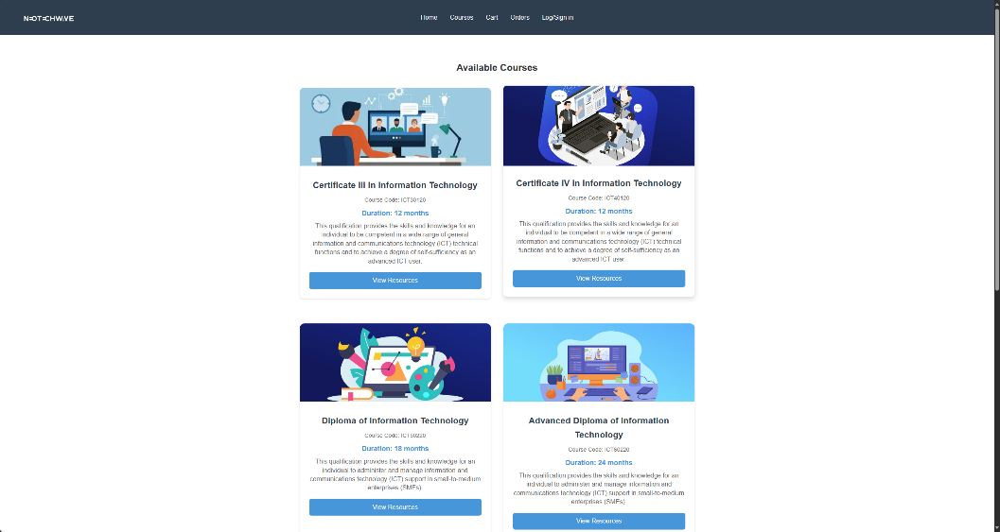 NEOTECHWAVE
Home Courses Cart Orders Log/Sign in
Available Courses
Certificate III in Information Technology
Course Code: ICT30120
Duration: 12 months
This qualification provides the skills and knowledge for an
individual to be competent in a wide range of general
information and communications technology (ICT) technical
functions and to achieve a degree of self-sufficiency as an
advanced ICT user.
View Resources
Certificate IV in Information Technology
Course Code: ICT40120
Duration: 12 months
This qualification provides the skills and knowledge for an
individual to be competent in a wide range of general
information and communications technology (ICT) technical
functions and to achieve a degree of self-sufficiency as an
advanced ICT user.
View Resources
Diploma of Information Technology
Course Code: ICT50220
Duration: 18 months
This qualification provides the skills and knowledge for an
individual to administer and manage information and
communications technology (ICT) support in small-to-medium
enterprises (SMEs)
View Resources
Advanced Diploma of Information
Technology
Course Code: ICT60220
Duration: 24 months
This qualification provides the skills and knowledge for an
individual to administer and manage information and
communications technology (ICT) support in small-to-medium
enterprises (SMEs)
View Resources